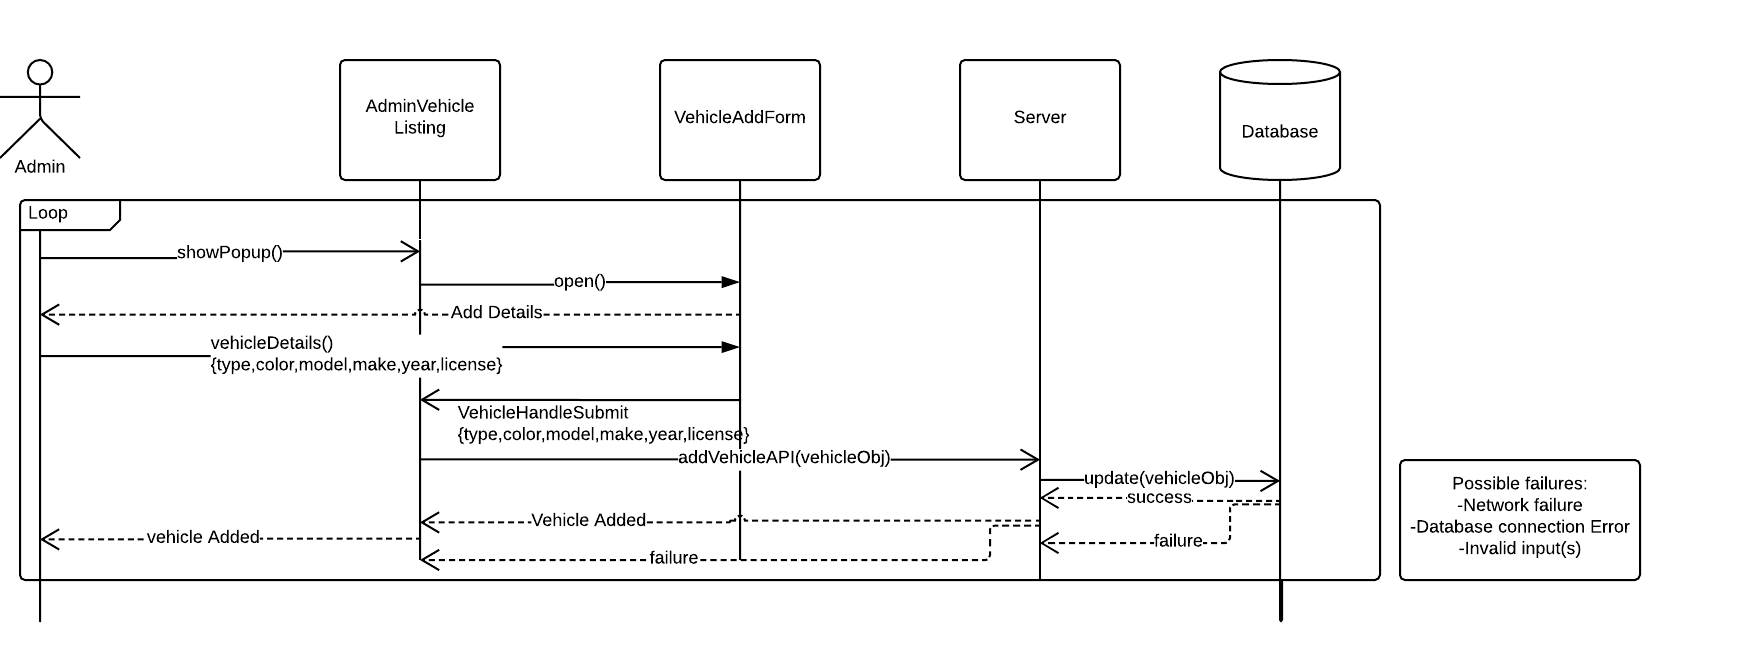 Admin
AdminVehicle
Listing
VehicleAddForm
Server
Database
Loop
showPopup()
open()
Add Details
vehicleDetails()
{type,color,model,make,year,license}
VehicleHandleSubmit
{type,color,model,make,year,license}
addVehicleAPI(vehicleObj)
update(vehicleObj)
success
Vehicle Added
vehicle Added
failure
failure
Possible failures:
-Network failure
-Database connection Error
-Invalid input(s)